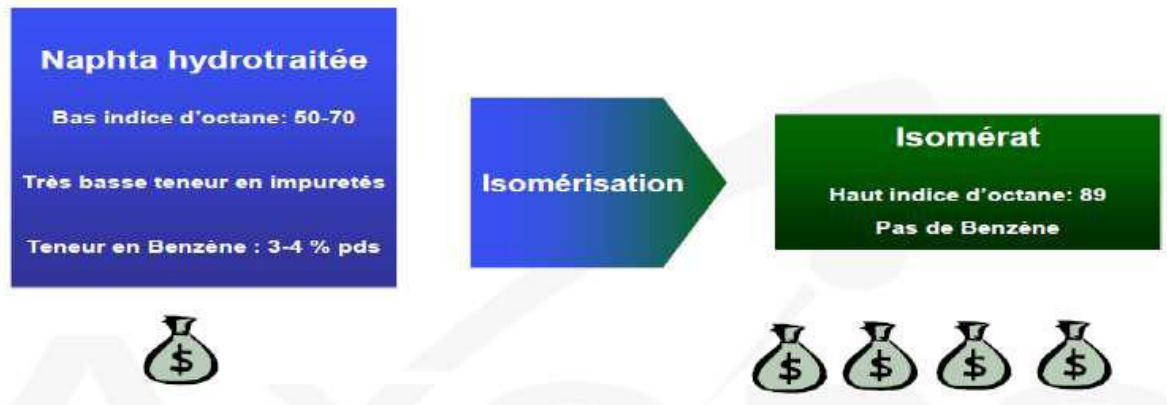 Naphta hydrotraitée
Bas indice d'octane: 50-70
Très basse teneur en impuretés
Teneur en Benzène : 3-4 % pds
Isomérisation
Isomérat
Haut indice d'octane: 89
Pas de Benzène
$
$ $ $ $